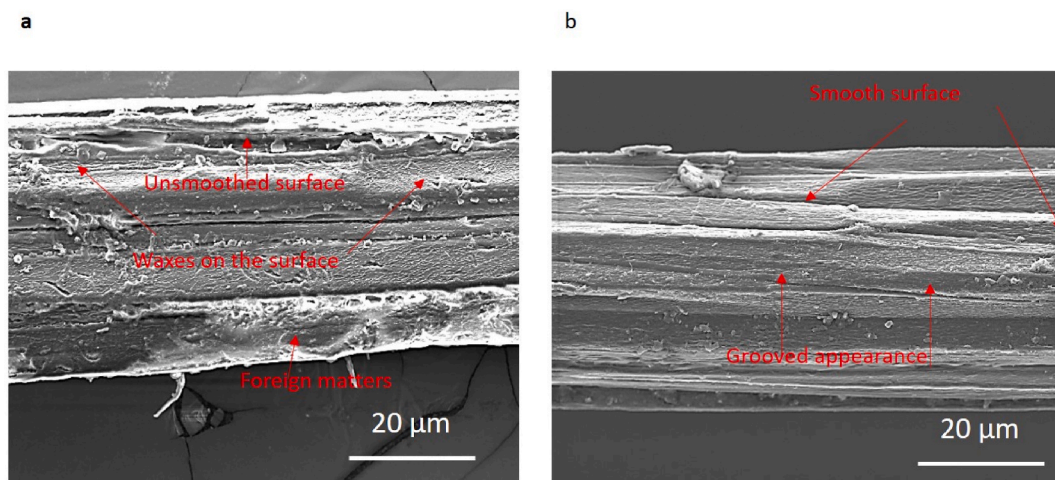 a
b
Smooth surface
Unsmoothed surface
Waxes on the surface
Grooved appearance
Foreign matters
20 μm
20 μm